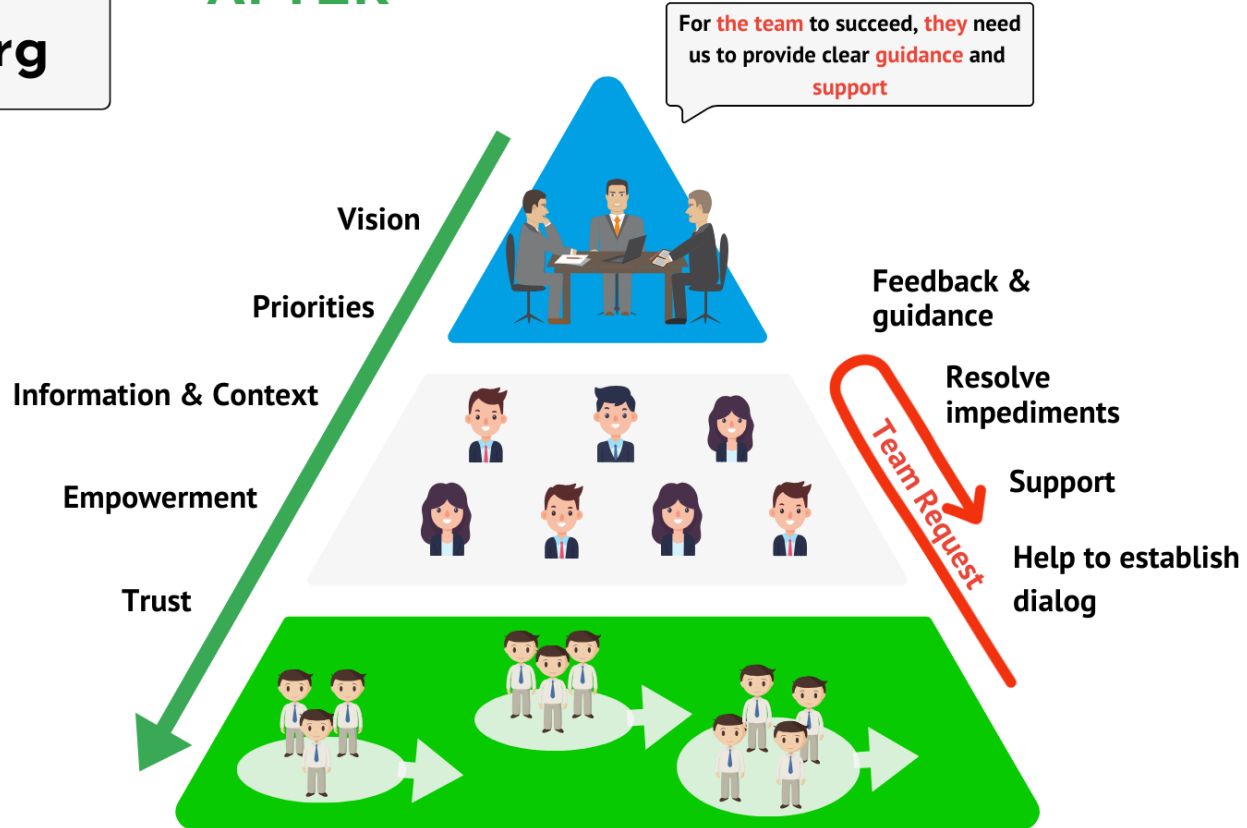 AFTER
rg
For the team to succeed, they need
us to provide clear guidance and
support
Vision
Priorities
Information & Context
Empowerment
Trust
Feedback &
guidance
Resolve
impediments
Support
Help to establish
dialog
Team Request